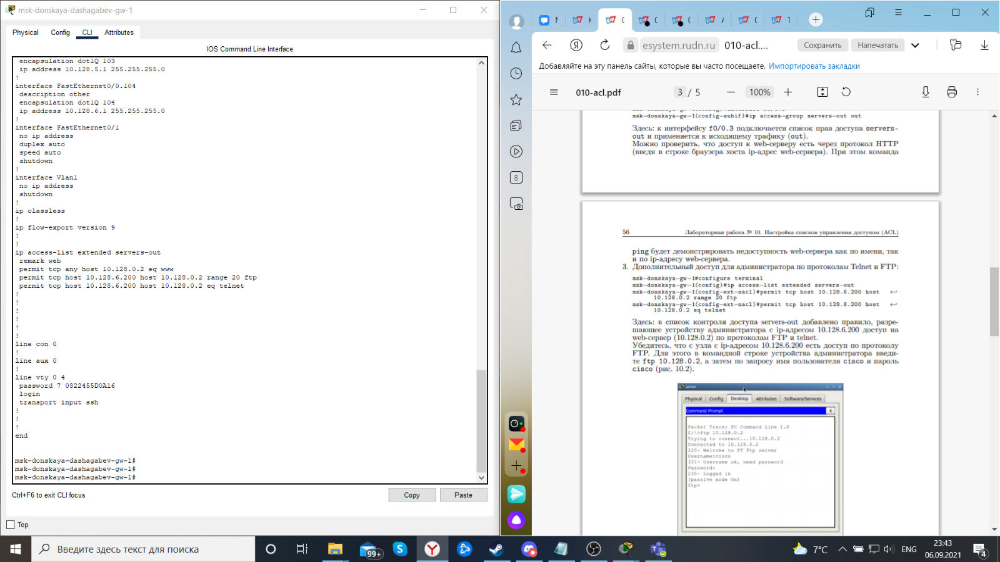 msk-donskaya-dashagabev-gw-1
Physical Config CLI Attributes
IOS Command Line Interface
encapsulation dot1Q 103
ip address 10.128.5.1 255.255.255.0
!
interface FastEthernet0/0.104
description other
encapsulation dot1Q 104
ip address 10.128.6.1 255.255.255.0
!
interface FastEthernet0/1
no ip address
duplex auto
speed auto
shutdown
!
interface Vlan1
no ip address
shutdown
!
ip classless
!
ip flow-export version 9
!
!
ip access-list extended servers-out
remark web
permit tcp any host 10.128.0.2 eq www
permit tcp host 10.128.6.200 host 10.128.0.2 range 20 ftp
permit tcp host 10.128.6.200 host 10.128.0.2 eq telnet
!
!
!
!
!
!
line con 0
!
line aux 0
!
line vty 0 4
password 7 0822455D0A16
login
transport input ssh
!
!
!
end
msk-donskaya-dashagabev-gw-1#
msk-donskaya-dashagabev-gw-1#
msk-donskaya-dashagabev-gw-1#
Ctrl+F6 to exit CLI focus
Copy Paste
Top
esystem.rudn.ru 010-acl.... Сохранить Напечатать
Добавляйте на эту панель сайты, которые вы часто посещаете. Импортировать закладки
010-acl.pdf 3 / 5 — 100% +
msk-donskaya-gw-1(config-subif)#ip access-group servers-out out
Здесь: к интерфейсу f0/0.3 подключается список прав доступа servers-
out и применяется к исходящему трафику (out).
Можно проверить, что доступ к web-серверу есть через протокол HTTP
(введя в строке браузера хоста ip-адрес web-сервера). При этом команда
56 Лабораторная работа № 10. Настройка списков управления доступом (ACL)
ping будет демонстрировать недоступность web-сервера как по имени, так
и по ip-адресу web-сервера.
3. Дополнительный доступ для администратора по протоколам Telnet и FTP:
msk-donskaya-gw-1#configure terminal
msk-donskaya-gw-1(config)#ip access-list extended servers-out
msk-donskaya-gw-1(config-ext-nacl)#permit tcp host 10.128.6.200 host ↩
10.128.0.2 range 20 ftp
msk-donskaya-gw-1(config-ext-nacl)#permit tcp host 10.128.6.200 host ↩
10.128.0.2 eq telnet
Здесь: в список контроля доступа servers-out добавлено правило, разре-
шающее устройству администратора с ip-адресом 10.128.6.200 доступ на
web-сервер (10.128.0.2) по протоколам FTP и telnet.
Убедитесь, что с узла с ip-адресом 10.128.6.200 есть доступ по протоколу
FTP. Для этого в командной строке устройства администратора введи-
те ftp 10.128.0.2, а затем по запросу имя пользователя cisco и пароль
cisco (рис. 10.2).
admin
Physical Config Desktop Attributes Software/Services
Command Prompt X
Packet Tracer PC Command Line 1.0
C:\>ftp 10.128.0.2
Trying to connect...10.128.0.2
Connected to 10.128.0.2
220- Welcome to PT Ftp server
Username:cisco
331- Username ok, need password
Password:
230- Logged in
(passive mode On)
ftp>
8
Введите здесь текст для поиска
99+
7°C
ENG
23:43
06.09.2021
4